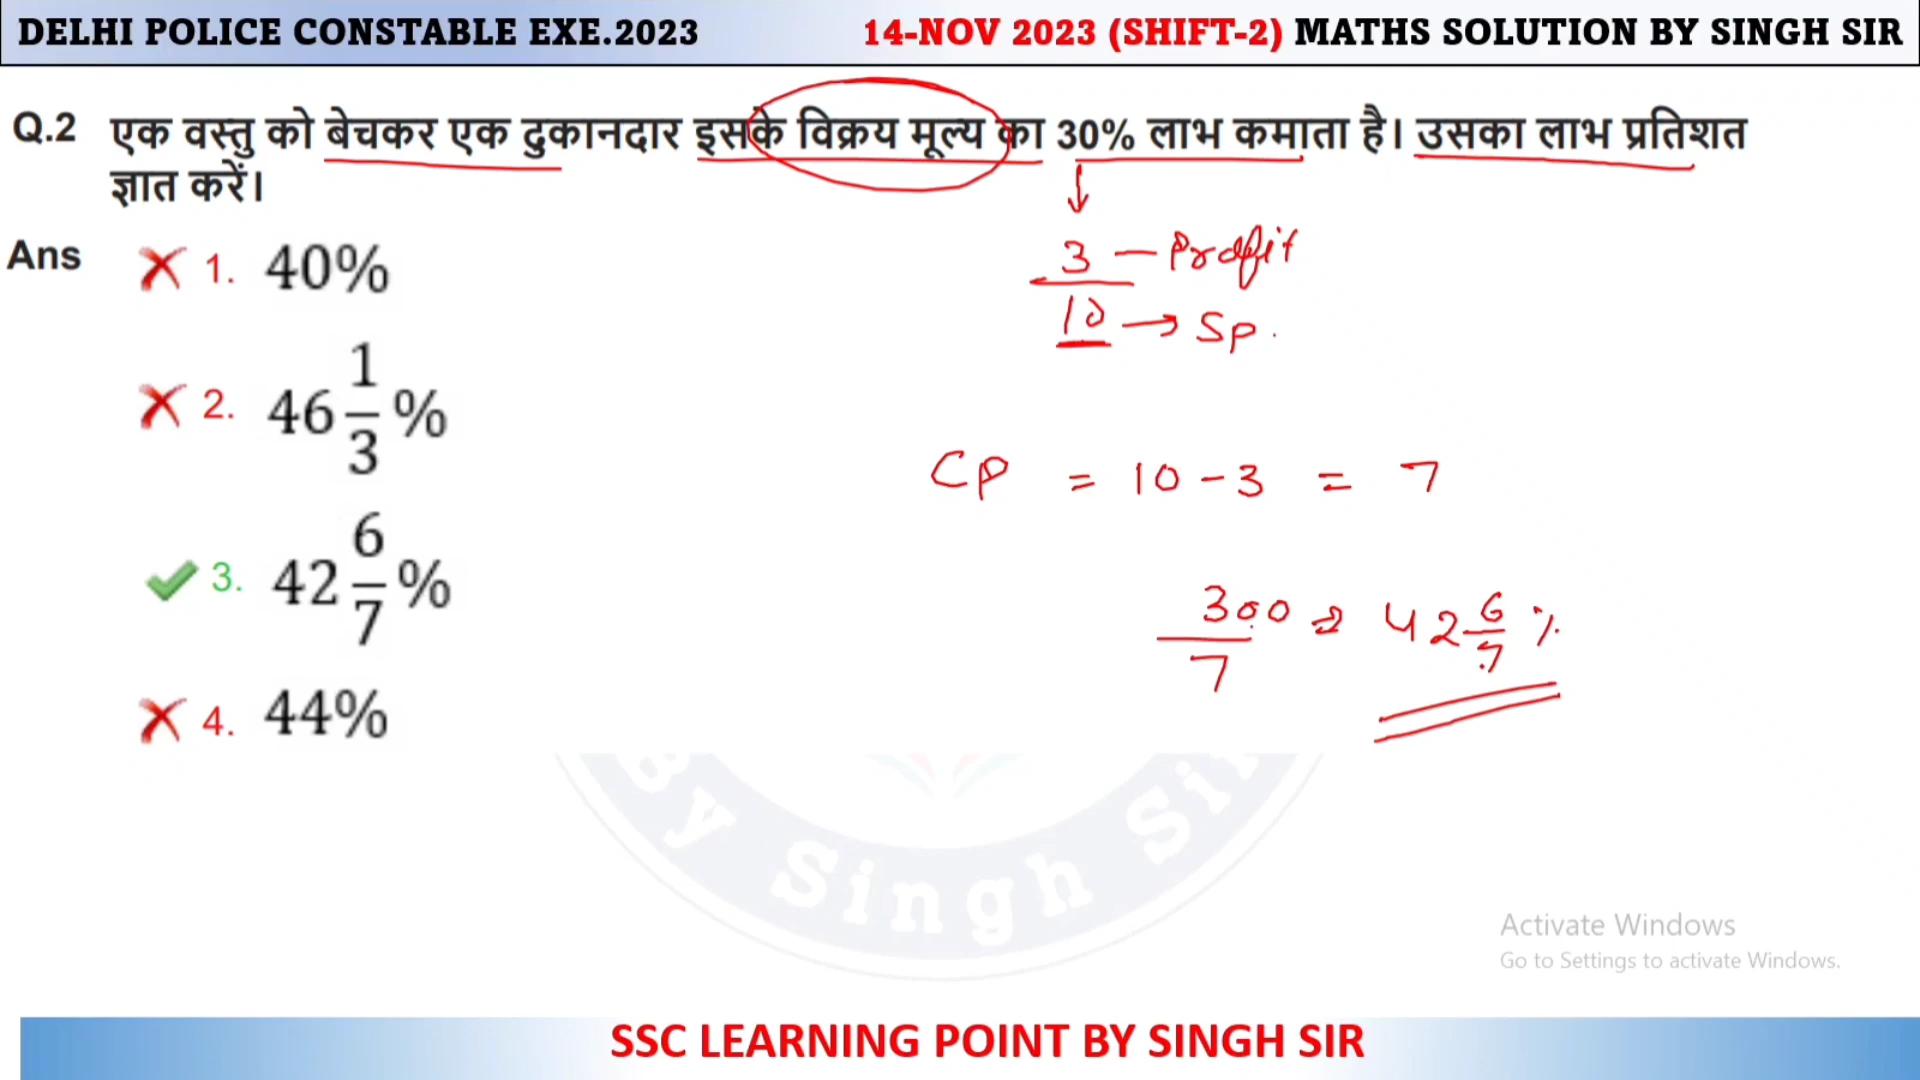 DELHI POLICE CONSTABLE EXE.2023 14-NOV 2023 (SHIFT-2) MATHS SOLUTION BY SINGH SIR
Q.2 एक वस्तु को बेचकर एक दुकानदार इसके विक्रय मूल्य का 30% लाभ कमाता है। उसका लाभ प्रतिशत
ज्ञात करें।
Ans 1. 40%
2. 46 1/3 %
3. 42 6/7 %
4. 44%
3 — Profit
10 → SP.
CP = 10 - 3 = 7
300/7 ⇒ 42 6/7 %
By Singh Sir
Activate Windows
Go to Settings to activate Windows.
SSC LEARNING POINT BY SINGH SIR